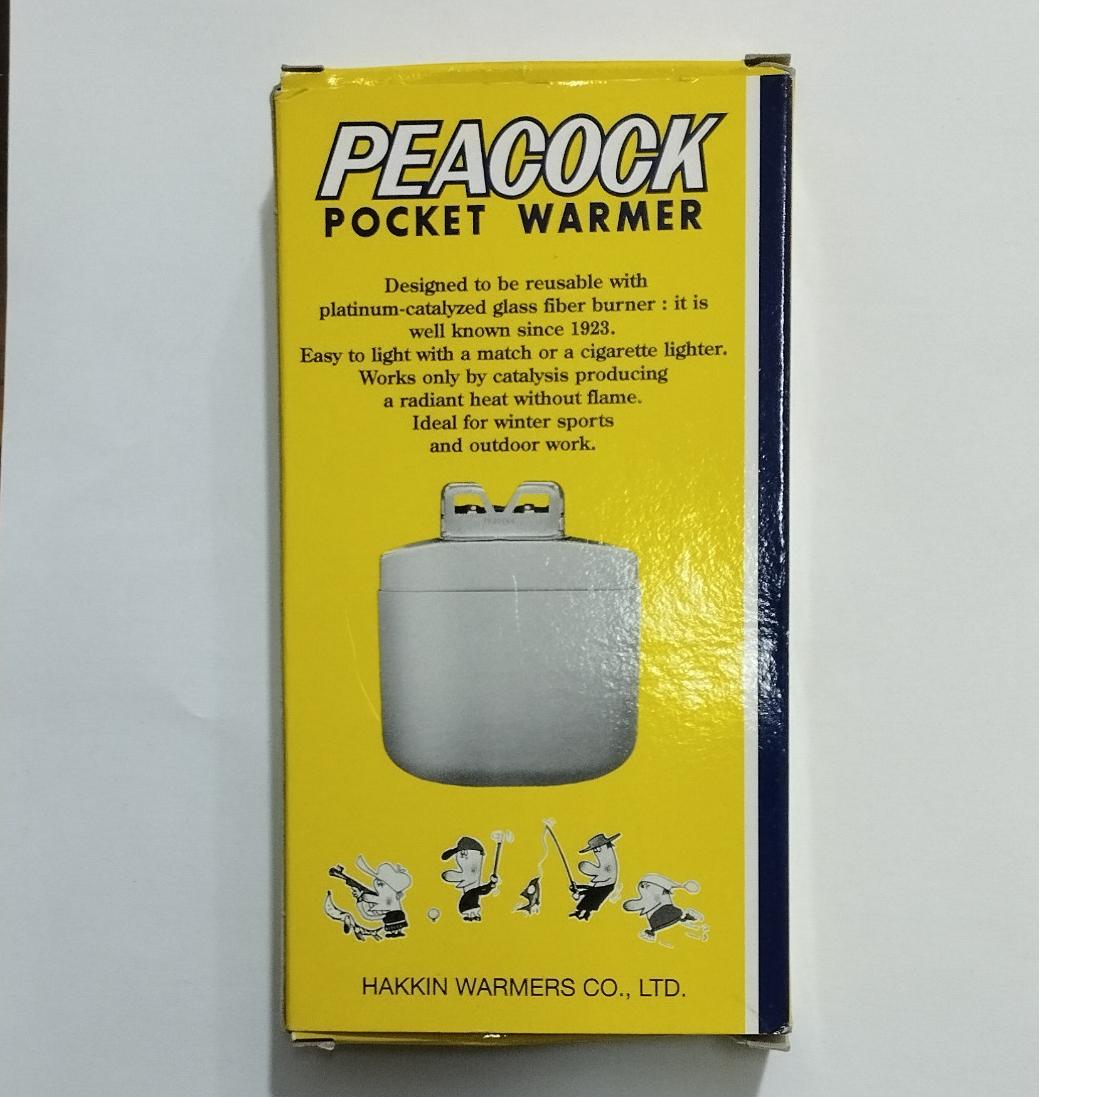 PEACOCK
POCKET WARMER
Designed to be reusable with
platinum-catalyzed glass fiber burner : it is
well known since 1923.
Easy to light with a match or a cigarette lighter.
Works only by catalysis producing
a radiant heat without flame.
Ideal for winter sports
and outdoor work.
HAKKIN WARMERS CO., LTD.